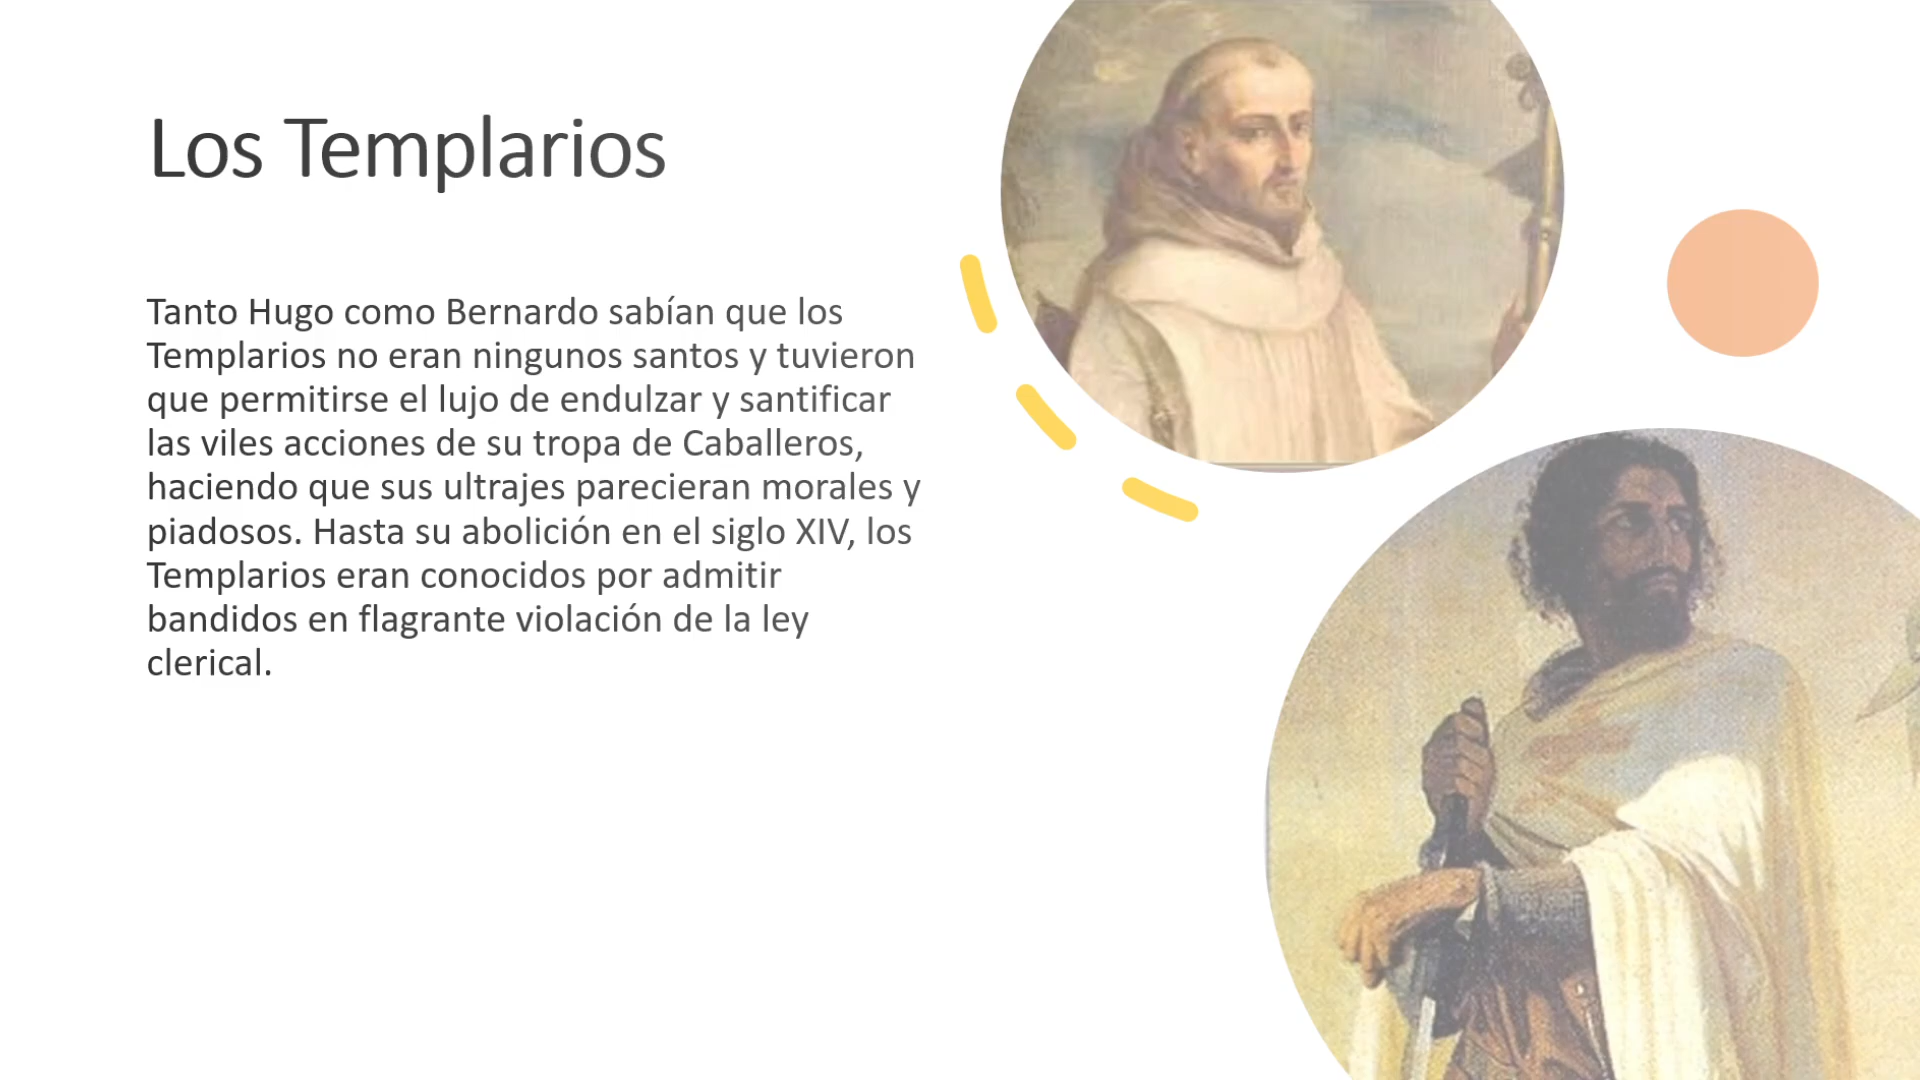 Los Templarios
Tanto Hugo como Bernardo sabían que los
Templarios no eran ningunos santos y tuvieron
que permitirse el lujo de endulzar y santificar
las viles acciones de su tropa de Caballeros,
haciendo que sus ultrajes parecieran morales y
piadosos. Hasta su abolición en el siglo XIV, los
Templarios eran conocidos por admitir
bandidos en flagrante violación de la ley
clerical.